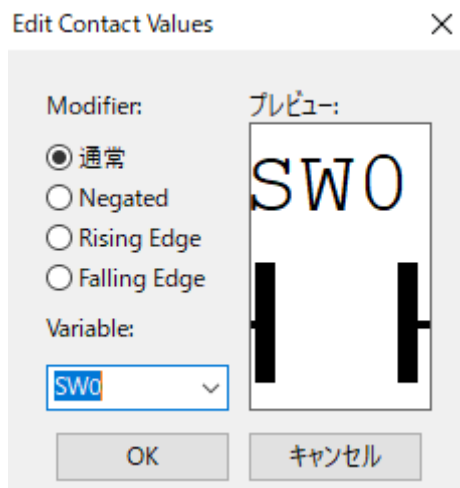 Edit Contact Values
Modifier:
通常
Negated
Rising Edge
Falling Edge
Variable:
SW0
プレビュー:
SW0
OK
キャンセル